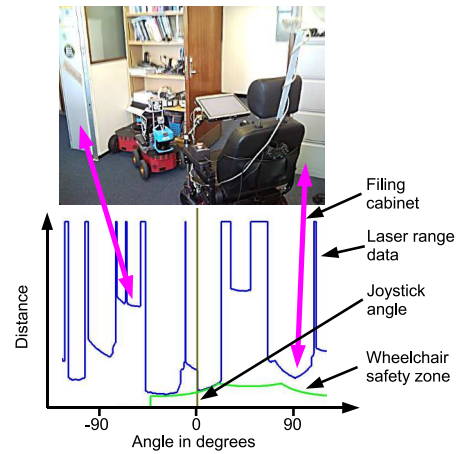 Filing
cabinet
Laser range
data
Joystick
angle
Wheelchair
safety zone
Distance
-90
0
90
Angle in degrees